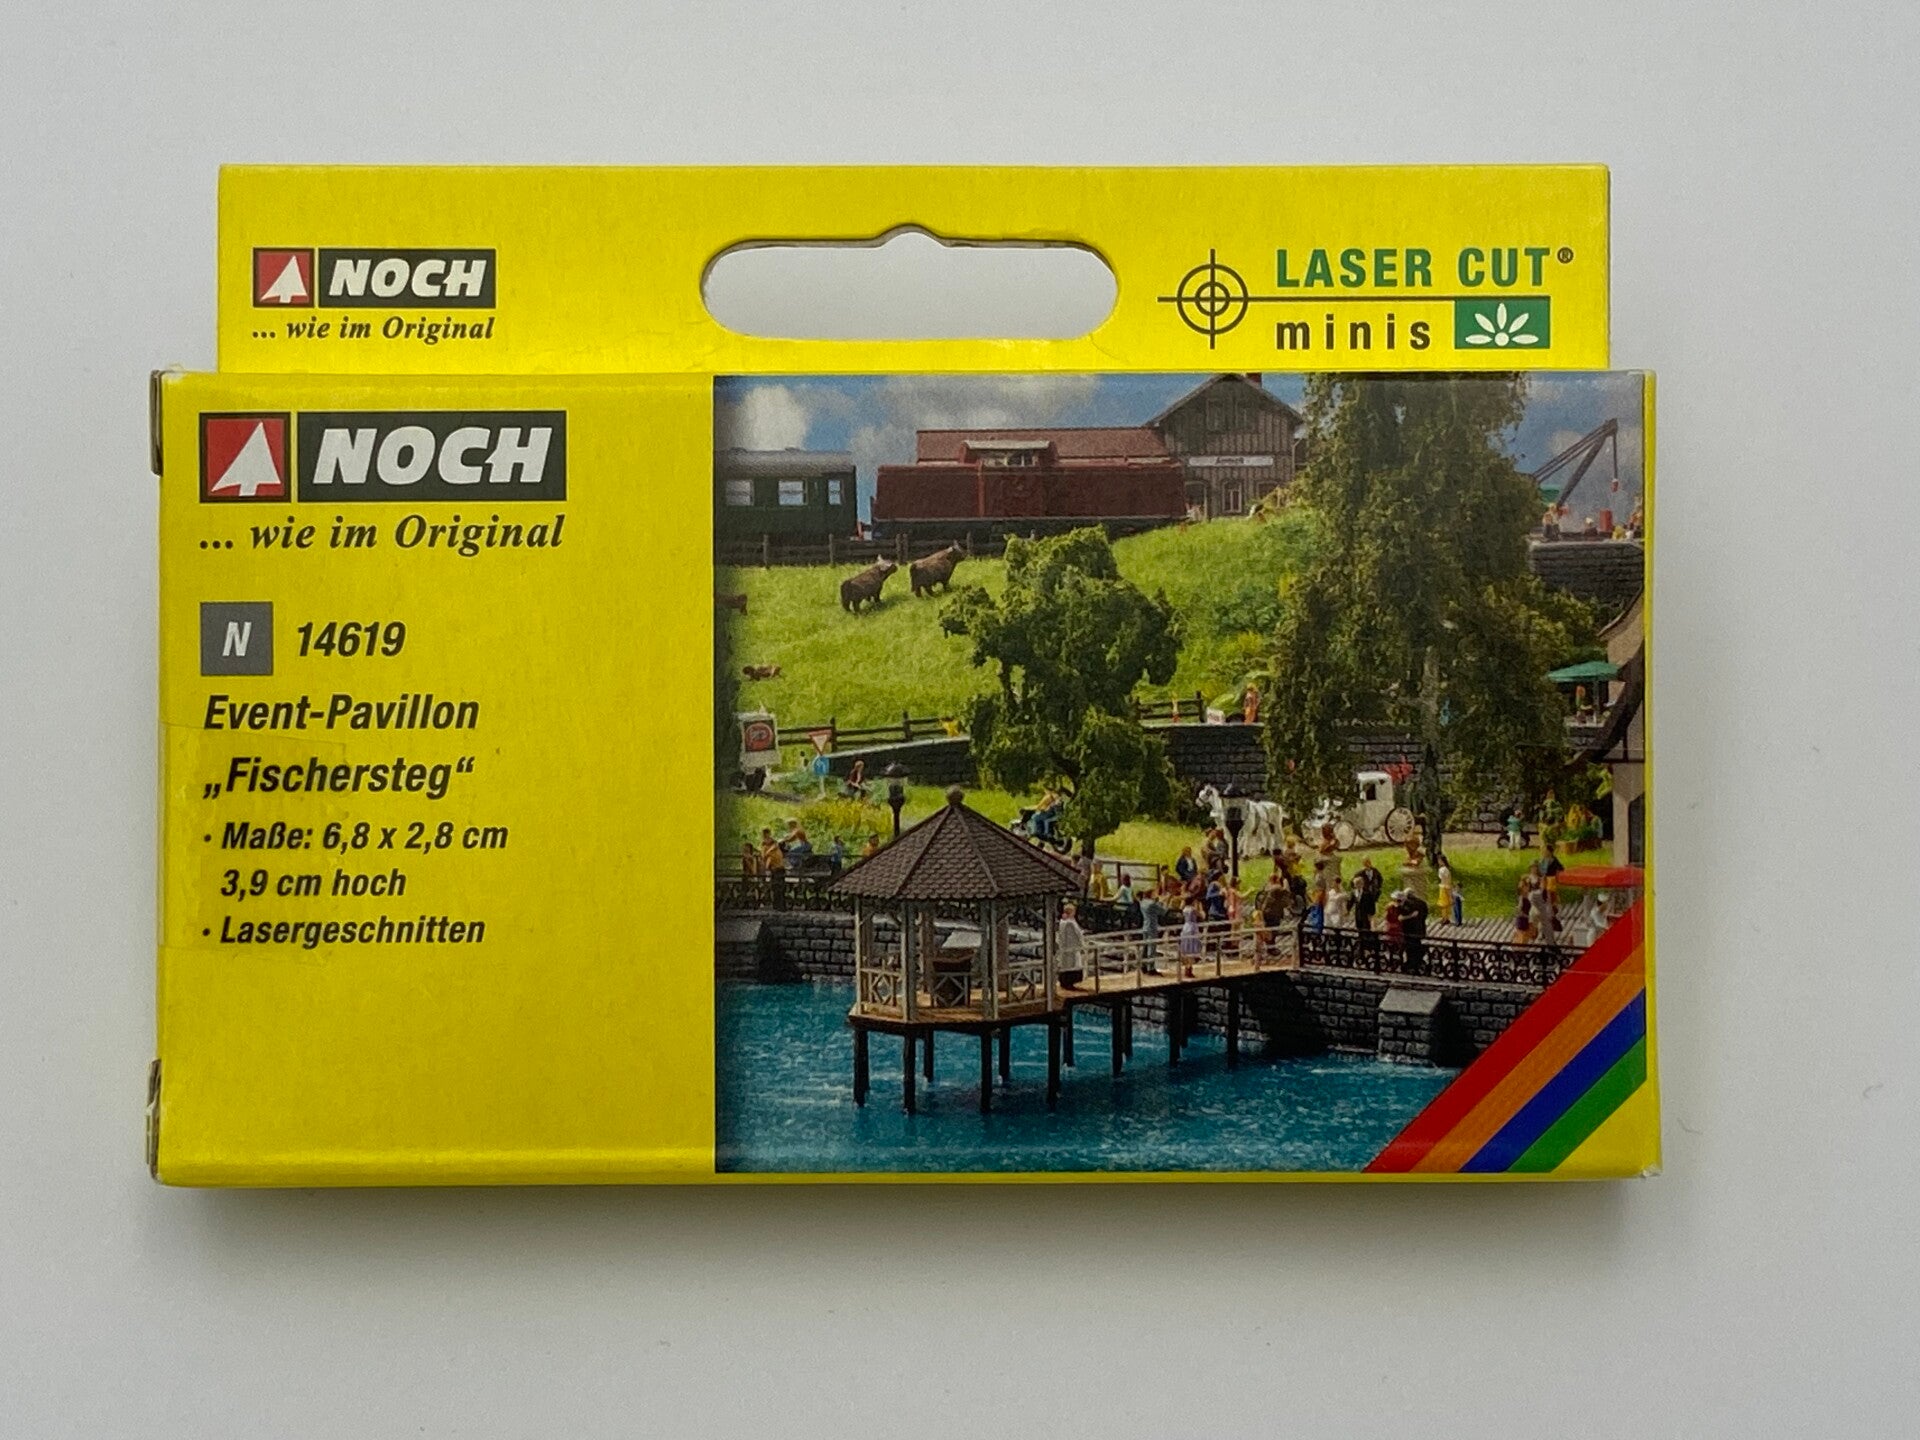 NOCH
... wie im Original
LASER CUT®
minis
NOCH
... wie im Original
N 14619
Event-Pavillon
„Fischersteg“
· Maße: 6,8 x 2,8 cm
3,9 cm hoch
· Lasergeschnitten